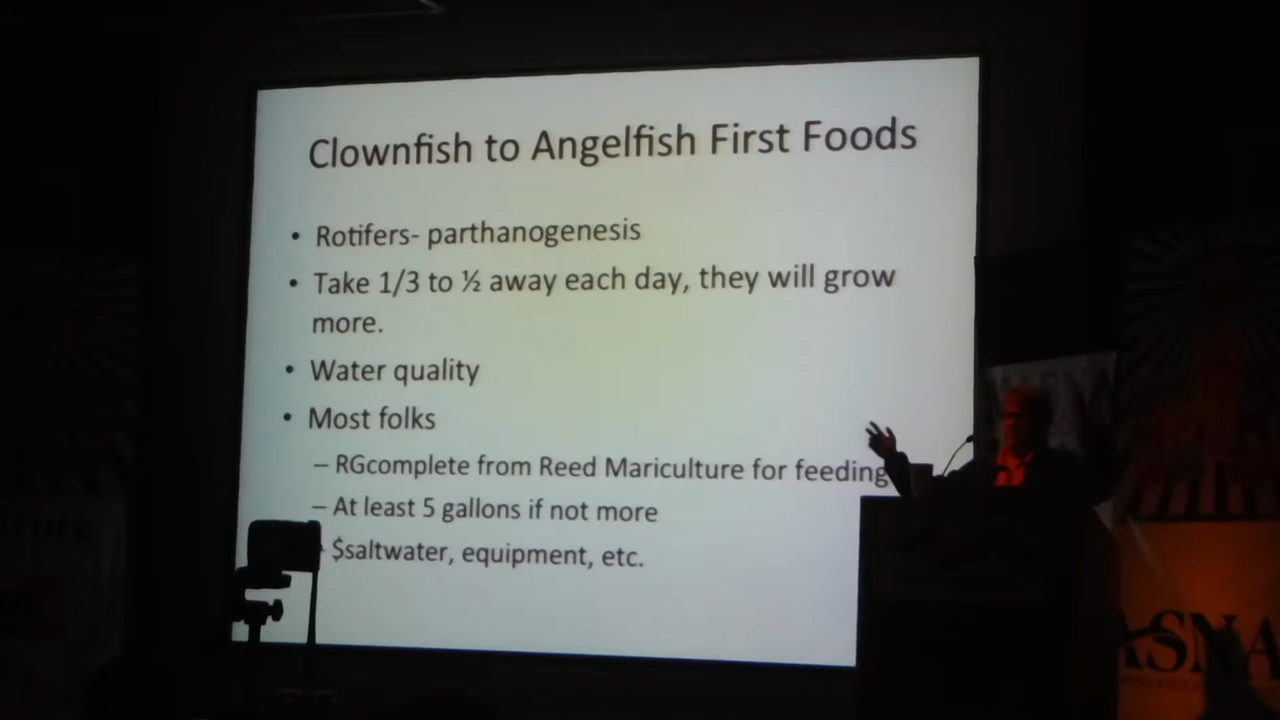 Clownfish to Angelfish First Foods
• Rotifers- parthanogenesis
• Take 1/3 to ½ away each day, they will grow
more.
• Water quality
• Most folks
– RGcomplete from Reed Mariculture for feeding
– At least 5 gallons if not more
$saltwater, equipment, etc.
ASNA